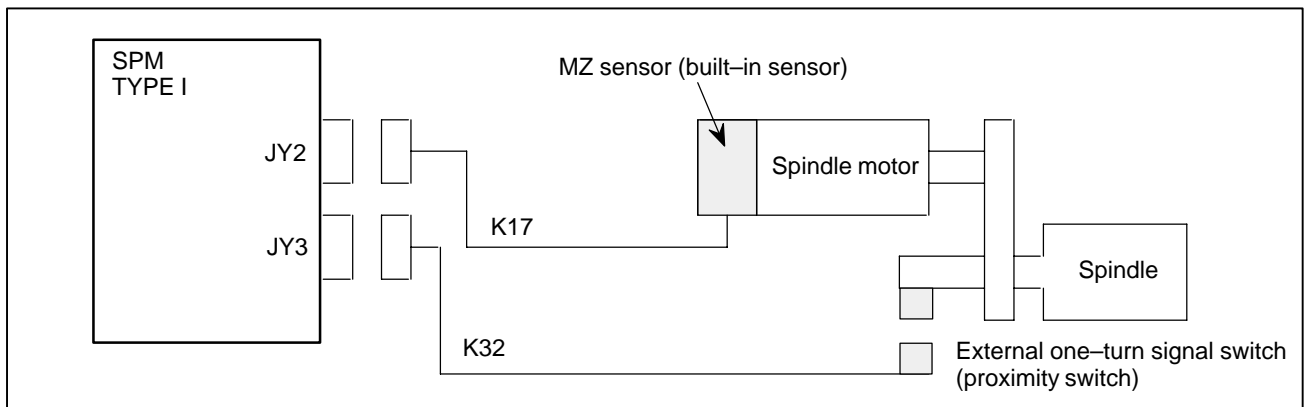 SPM
TYPE I
MZ sensor (built–in sensor)
JY2
Spindle motor
K17
JY3
Spindle
K32
External one–turn signal switch
(proximity switch)